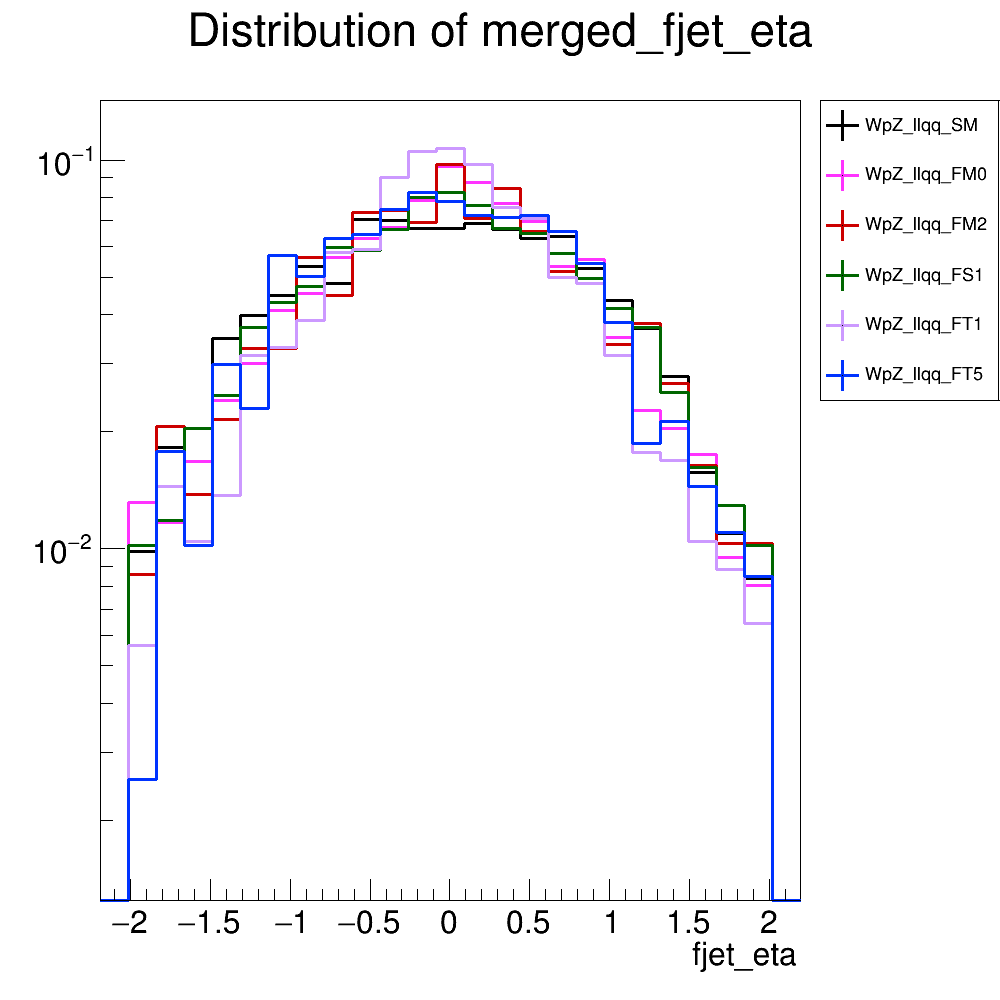 Distribution of merged_fjet_eta
WpZ_llqq_SM
WpZ_llqq_FM0
WpZ_llqq_FM2
WpZ_llqq_FS1
WpZ_llqq_FT1
WpZ_llqq_FT5
10⁻¹
10⁻²
−2 −1.5 −1 −0.5 0 0.5 1 1.5 2
fjet_eta